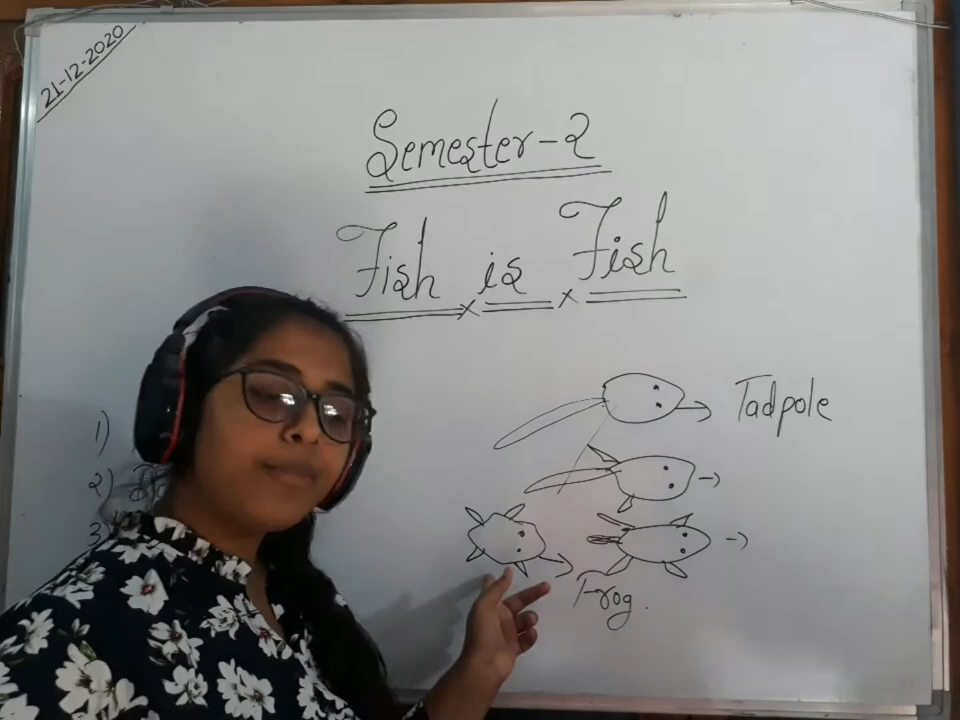 21-12-2020
Semester-2
Fish is Fish
Tadpole
1)
2)
3)
Frog.